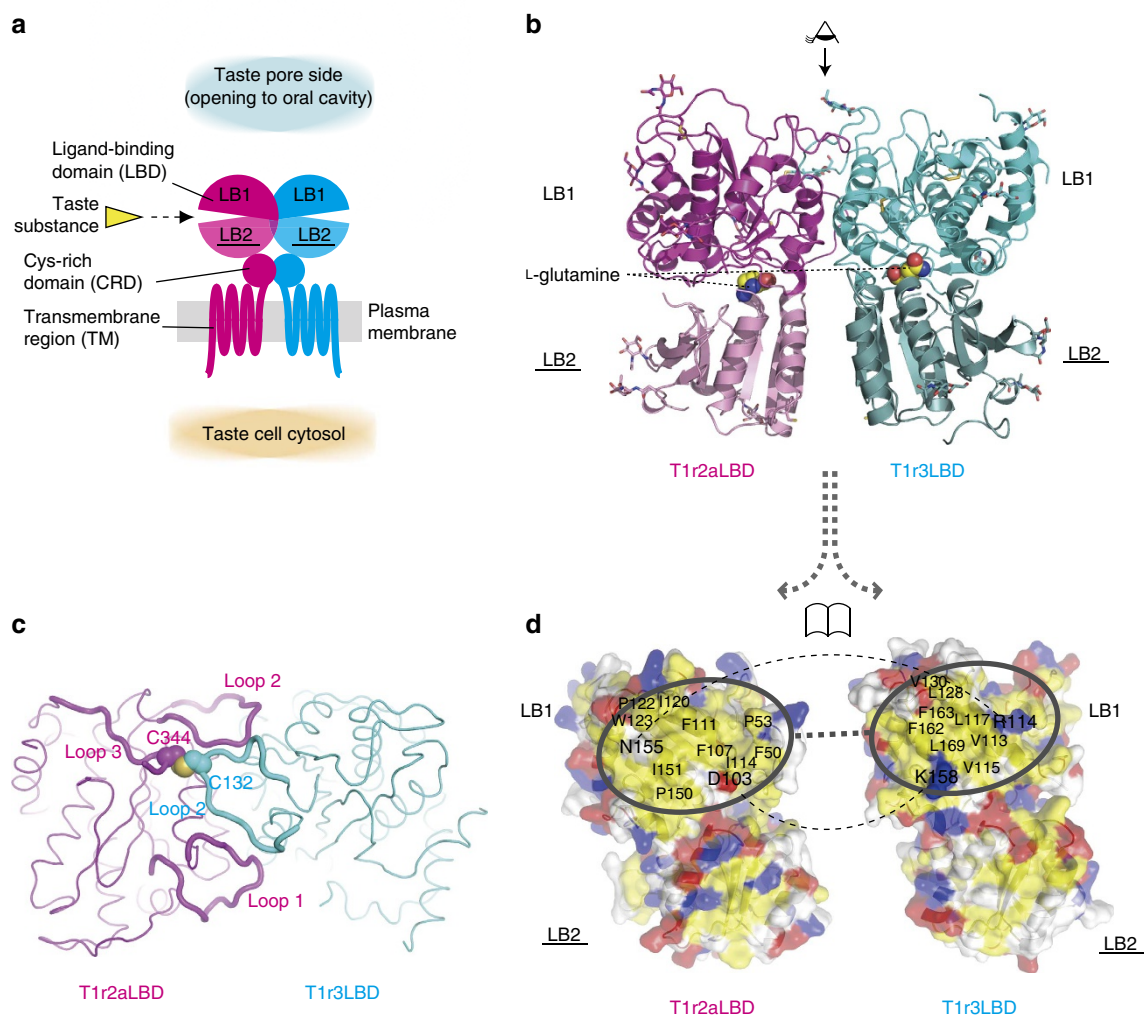 a
Taste pore side
(opening to oral cavity)
Ligand-binding
domain (LBD)
LB1
LB1
Taste
substance
LB2
LB2
Cys-rich
domain (CRD)
Transmembrane
region (TM)
Plasma
membrane
Taste cell cytosol
b
LB1
LB1
L-glutamine
LB2
LB2
T1r2aLBD
T1r3LBD
c
Loop 2
C344
Loop 3
C132
Loop 2
Loop 1
T1r2aLBD
T1r3LBD
d
LB1
P122
I120
W123
F111
P53
N155
F107
F50
I114
I151
D103
P150
LB2
T1r2aLBD
V130
L128
LB1
F163
L117
R114
F162
V113
L169
V115
K158
LB2
T1r3LBD